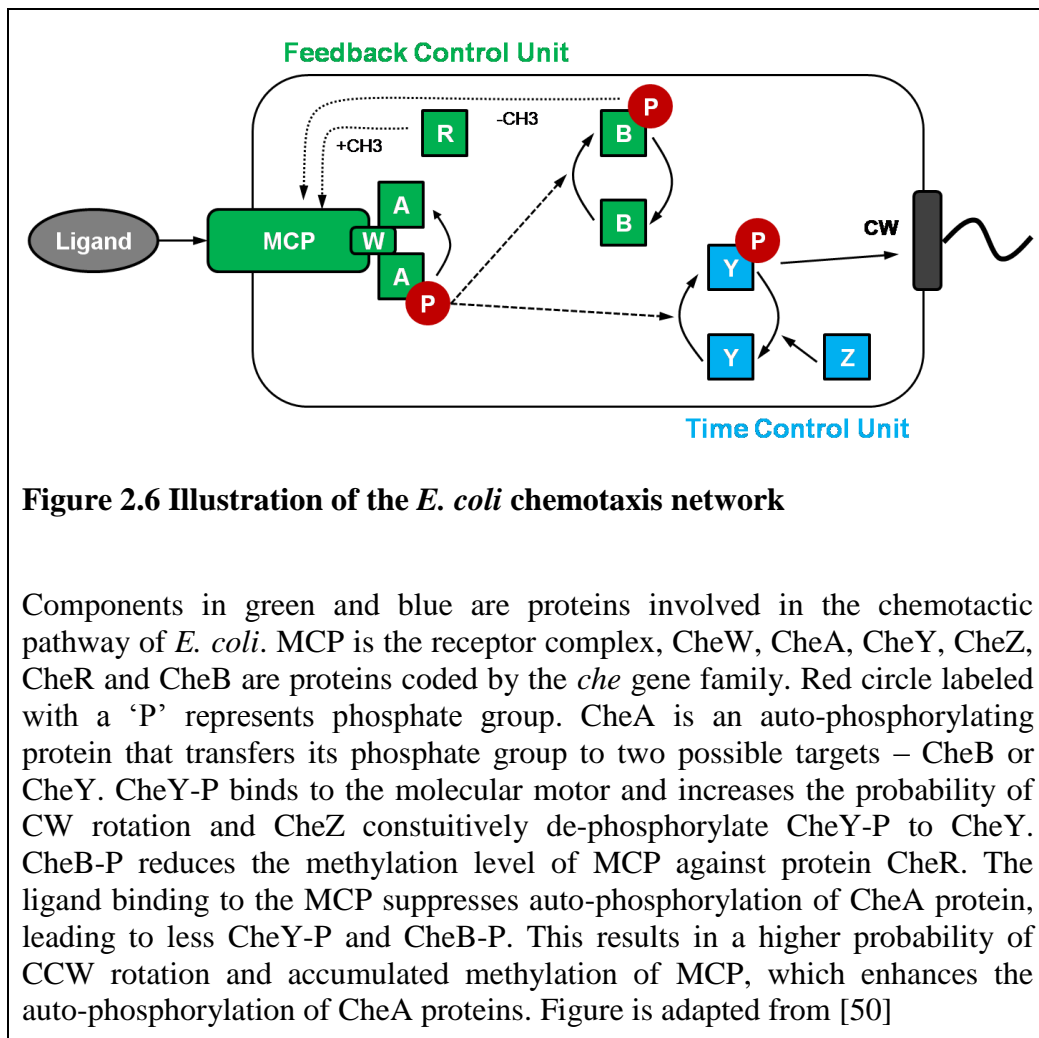 Feedback Control Unit
P
-CH3
R
B
+CH3
A
B
Ligand
MCP
W
P
CW
A
Y
P
Y
Z
Time Control Unit
Figure 2.6 Illustration of the E. coli chemotaxis network
Components in green and blue are proteins involved in the chemotactic
pathway of E. coli. MCP is the receptor complex, CheW, CheA, CheY, CheZ,
CheR and CheB are proteins coded by the che gene family. Red circle labeled
with a ‘P’ represents phosphate group. CheA is an auto-phosphorylating
protein that transfers its phosphate group to two possible targets – CheB or
CheY. CheY-P binds to the molecular motor and increases the probability of
CW rotation and CheZ constuitively de-phosphorylate CheY-P to CheY.
CheB-P reduces the methylation level of MCP against protein CheR. The
ligand binding to the MCP suppresses auto-phosphorylation of CheA protein,
leading to less CheY-P and CheB-P. This results in a higher probability of
CCW rotation and accumulated methylation of MCP, which enhances the
auto-phosphorylation of CheA proteins. Figure is adapted from [50]